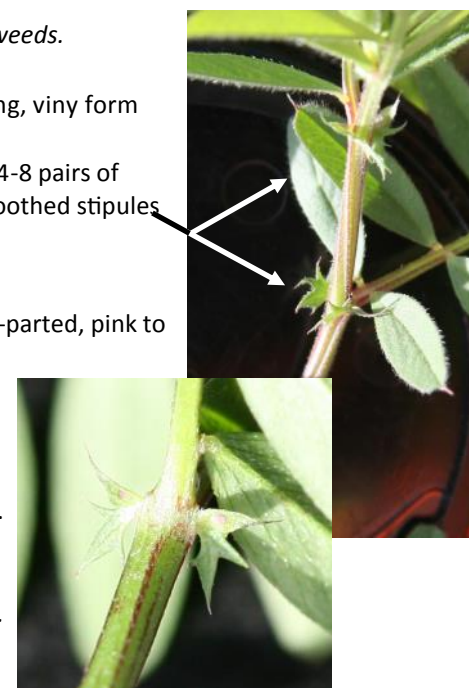 weeds.
ng, viny form
4-8 pairs of
oothed stipules
-parted, pink to
.
.